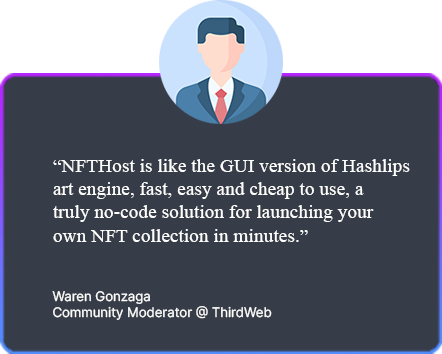 “NFTHost is like the GUI version of Hashlips
art engine, fast, easy and cheap to use, a
truly no-code solution for launching your
own NFT collection in minutes.”
Waren Gonzaga
Community Moderator @ ThirdWeb